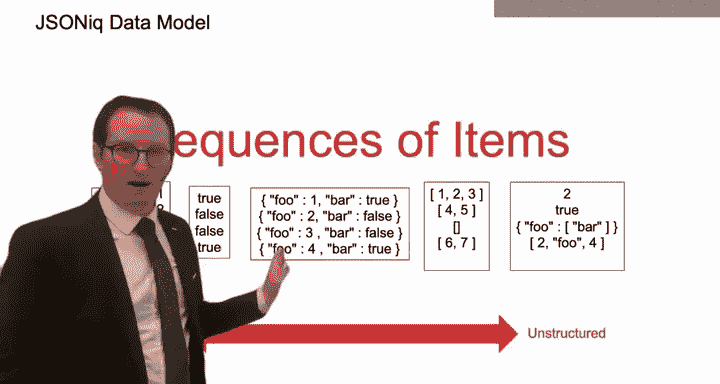 JSONiq Data Model
equences of Items
true
false
false
true
{ "foo" : 1, "bar" : true }
{ "foo" : 2, "bar" : false }
{ "foo" : 3 , "bar" : false }
{ "foo" : 4 , "bar" : true }
[ 1, 2, 3 ]
[ 4, 5 ]
[]
[ 6, 7 ]
2
true
{ "foo" : [ "bar" ] }
[ 2, "foo", 4 ]
Unstructured